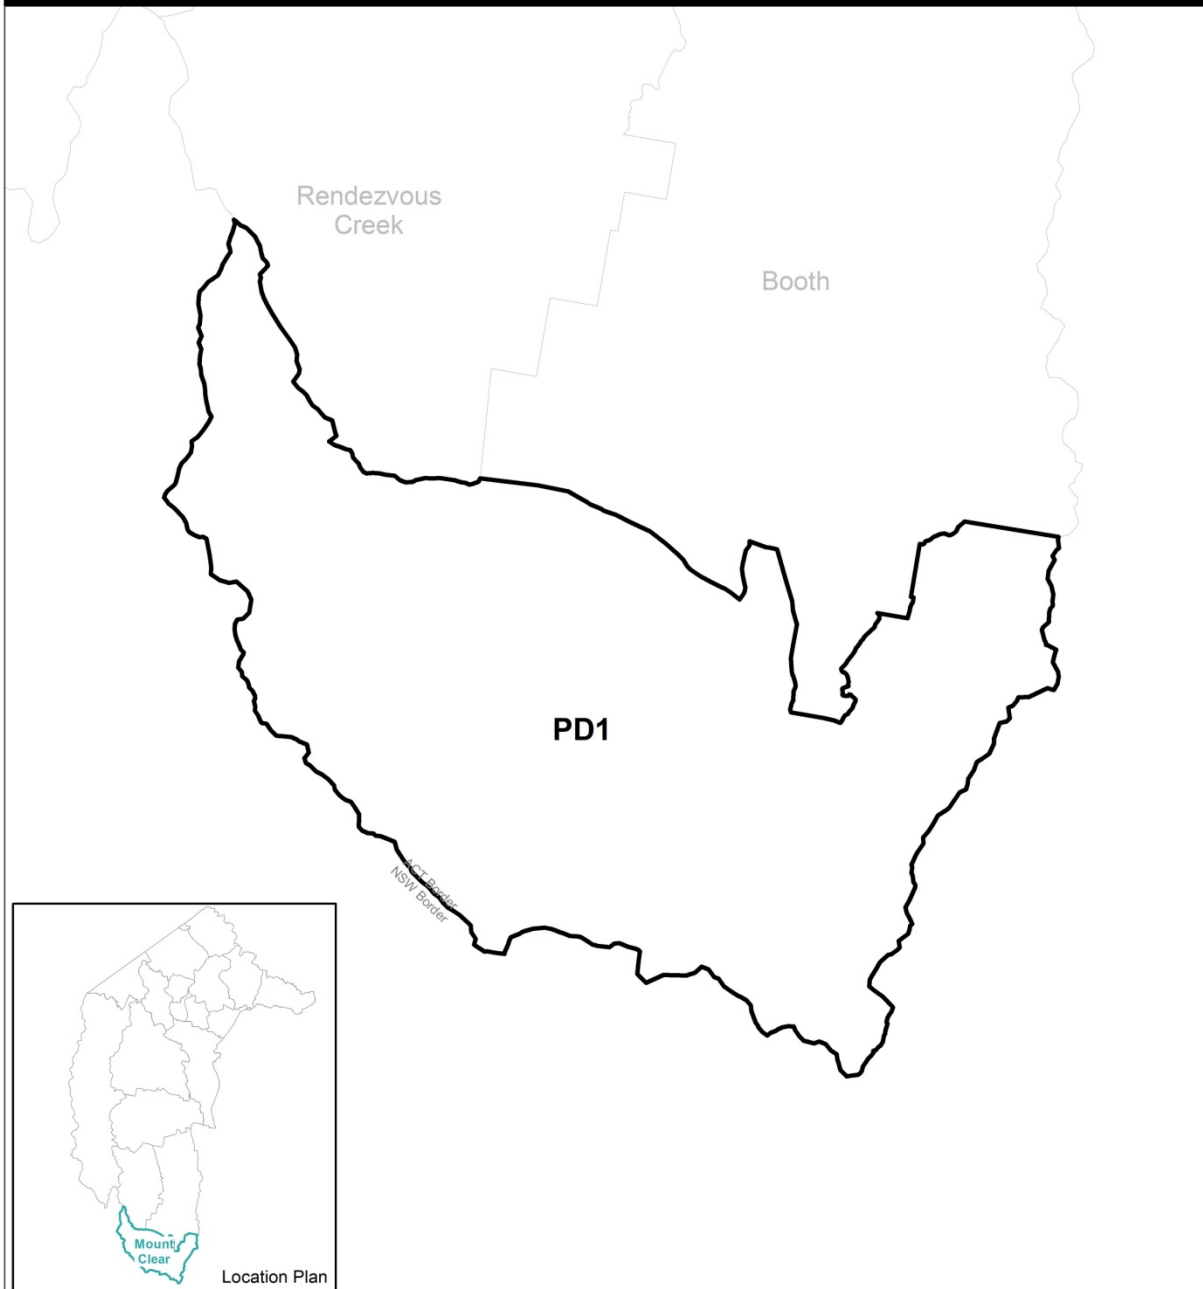 Rendezvous
Creek
Booth
PD1
ACT Border
NSW Border
Mount
Clear
Location Plan